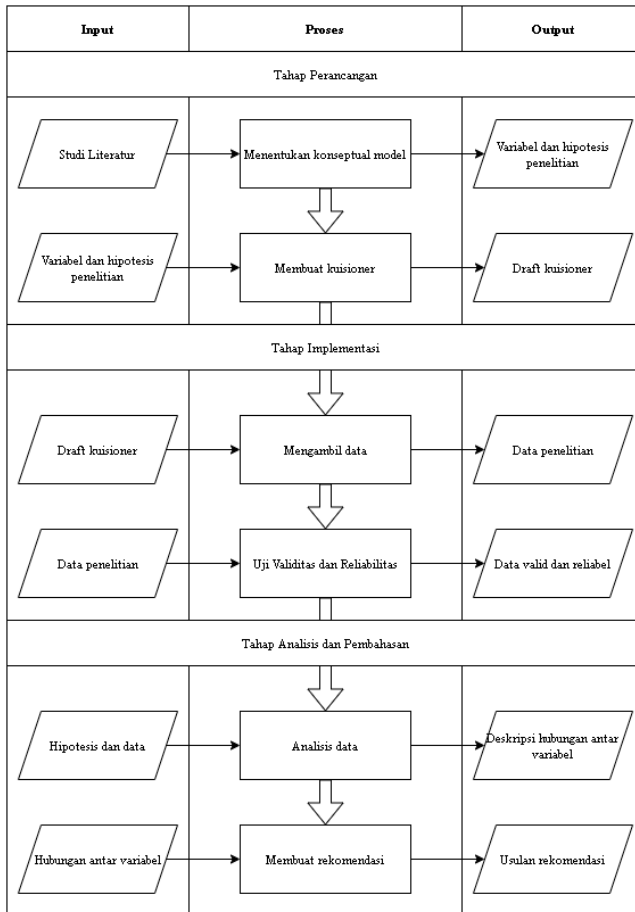 Input
Proses
Output
Tahap Perancangan
Studi Literatur
Menentukan konseptual model
Variabel dan hipotesis
penelitian
Variabel dan hipotesis
penelitian
Membuat kuisioner
Draft kuisioner
Tahap Implementasi
Draft kuisioner
Mengambil data
Data penelitian
Data penelitian
Uji Validitas dan Reliabilitas
Data valid dan reliabel
Tahap Analisis dan Pembahasan
Hipotesis dan data
Analisis data
Deskripsi hubungan antar
variabel
Hubungan antar variabel
Membuat rekomendasi
Usulan rekomendasi